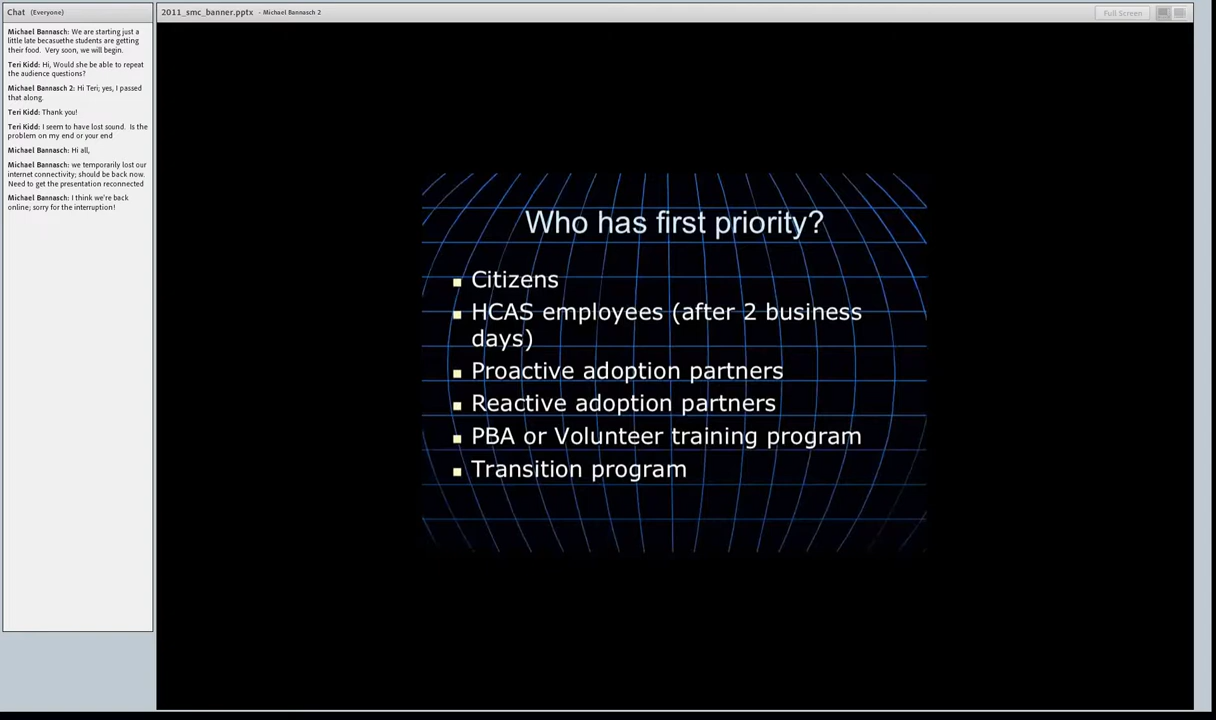 Chat (Everyone)
Michael Bannasch: We are starting just a
little late becasuethe students are getting
their food. Very soon, we will begin.
Teri Kidd: Hi, Would she be able to repeat
the audience questions?
Michael Bannasch 2: Hi Teri; yes, I passed
that along.
Teri Kidd: Thank you!
Teri Kidd: I seem to have lost sound. Is the
problem on my end or your end
Michael Bannasch: Hi all,
Michael Bannasch: we temporarily lost our
internet connectivity; should be back now.
Need to get the presentation reconnected
Michael Bannasch: I think we're back
online; sorry for the interruption!
2011_smc_banner.pptx - Michael Bannasch 2
Full Screen
Who has first priority?
Citizens
HCAS employees (after 2 business
days)
Proactive adoption partners
Reactive adoption partners
PBA or Volunteer training program
Transition program